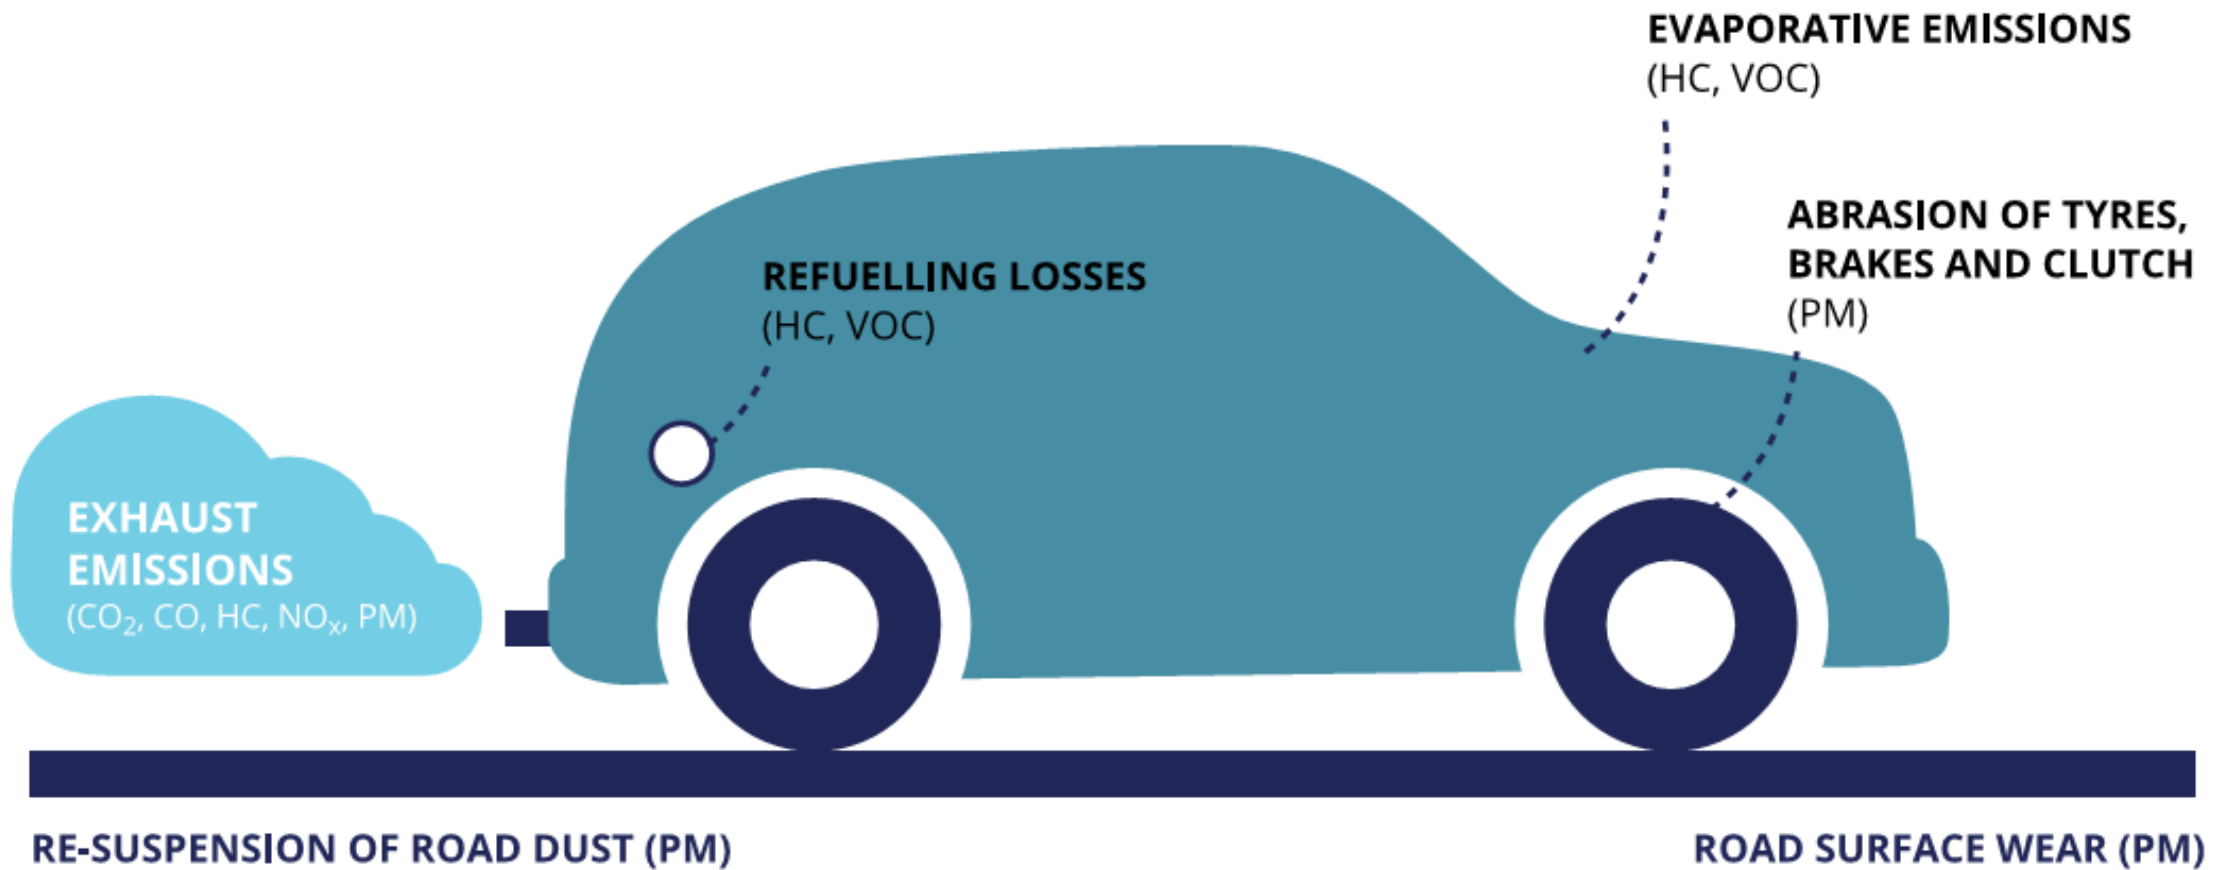 EVAPORATIVE EMISSIONS
(HC, VOC)
ABRASION OF TYRES,
BRAKES AND CLUTCH
(PM)
REFUELLING LOSSES
(HC, VOC)
EXHAUST
EMISSIONS
(CO₂, CO, HC, NOₓ, PM)
RE-SUSPENSION OF ROAD DUST (PM)
ROAD SURFACE WEAR (PM)